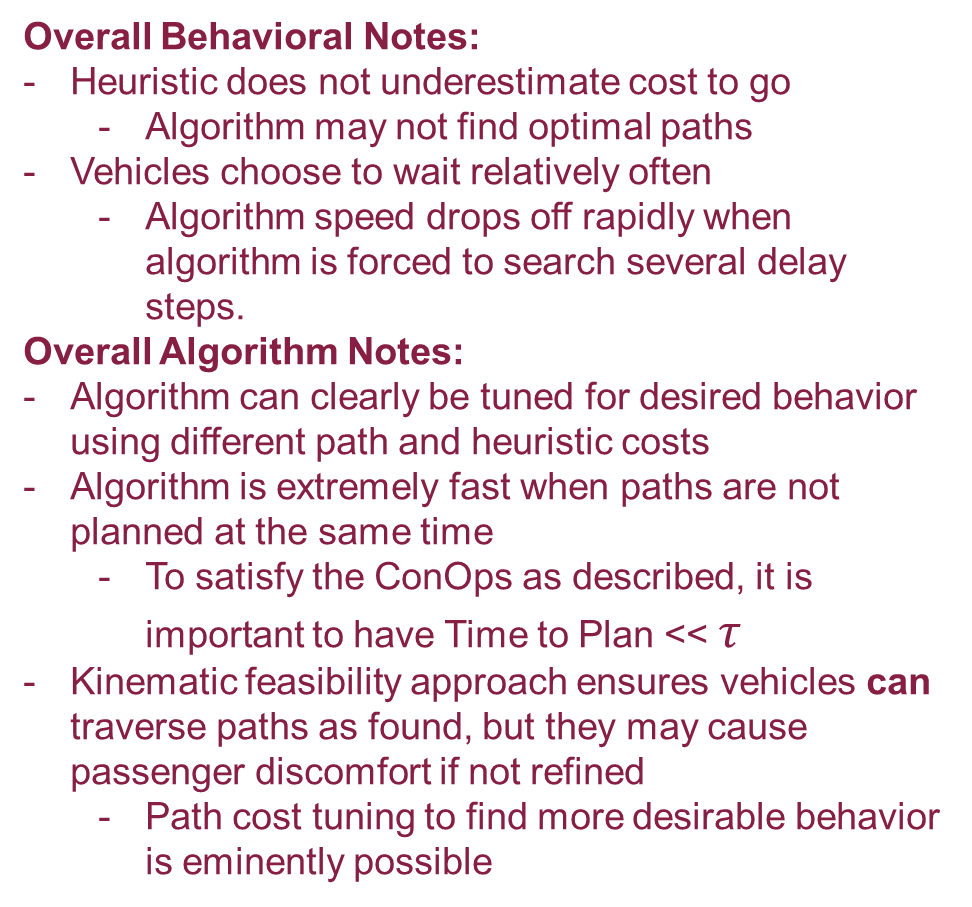 Overall Behavioral Notes:
- Heuristic does not underestimate cost to go
- Algorithm may not find optimal paths
- Vehicles choose to wait relatively often
- Algorithm speed drops off rapidly when
algorithm is forced to search several delay
steps.
Overall Algorithm Notes:
- Algorithm can clearly be tuned for desired behavior
using different path and heuristic costs
- Algorithm is extremely fast when paths are not
planned at the same time
- To satisfy the ConOps as described, it is
important to have Time to Plan << 𝜏
- Kinematic feasibility approach ensures vehicles can
traverse paths as found, but they may cause
passenger discomfort if not refined
- Path cost tuning to find more desirable behavior
is eminently possible